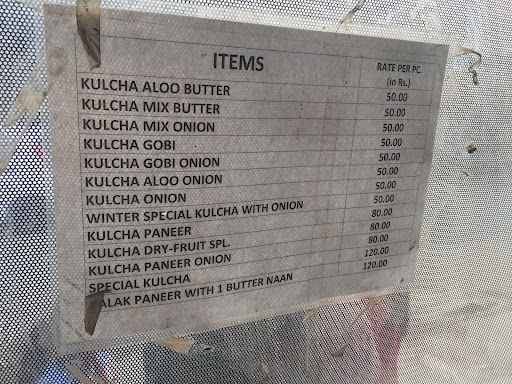 ITEMS RATE PER PC. (in Rs.)
KULCHA ALOO BUTTER 50.00
KULCHA MIX BUTTER 50.00
KULCHA MIX ONION 50.00
KULCHA GOBI 50.00
KULCHA GOBI ONION 50.00
KULCHA ALOO ONION 50.00
KULCHA ONION 50.00
WINTER SPECIAL KULCHA WITH ONION 50.00
KULCHA PANEER 80.00
KULCHA DRY-FRUIT SPL. 80.00
KULCHA PANEER ONION 80.00
SPECIAL KULCHA 120.00
ALAK PANEER WITH 1 BUTTER NAAN 120.00